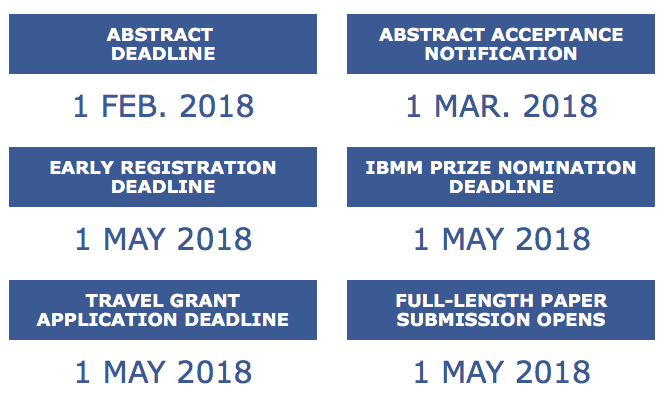 ABSTRACT
DEADLINE
1 FEB. 2018
ABSTRACT ACCEPTANCE
NOTIFICATION
1 MAR. 2018
EARLY REGISTRATION
DEADLINE
1 MAY 2018
IBMM PRIZE NOMINATION
DEADLINE
1 MAY 2018
TRAVEL GRANT
APPLICATION DEADLINE
1 MAY 2018
FULL-LENGTH PAPER
SUBMISSION OPENS
1 MAY 2018